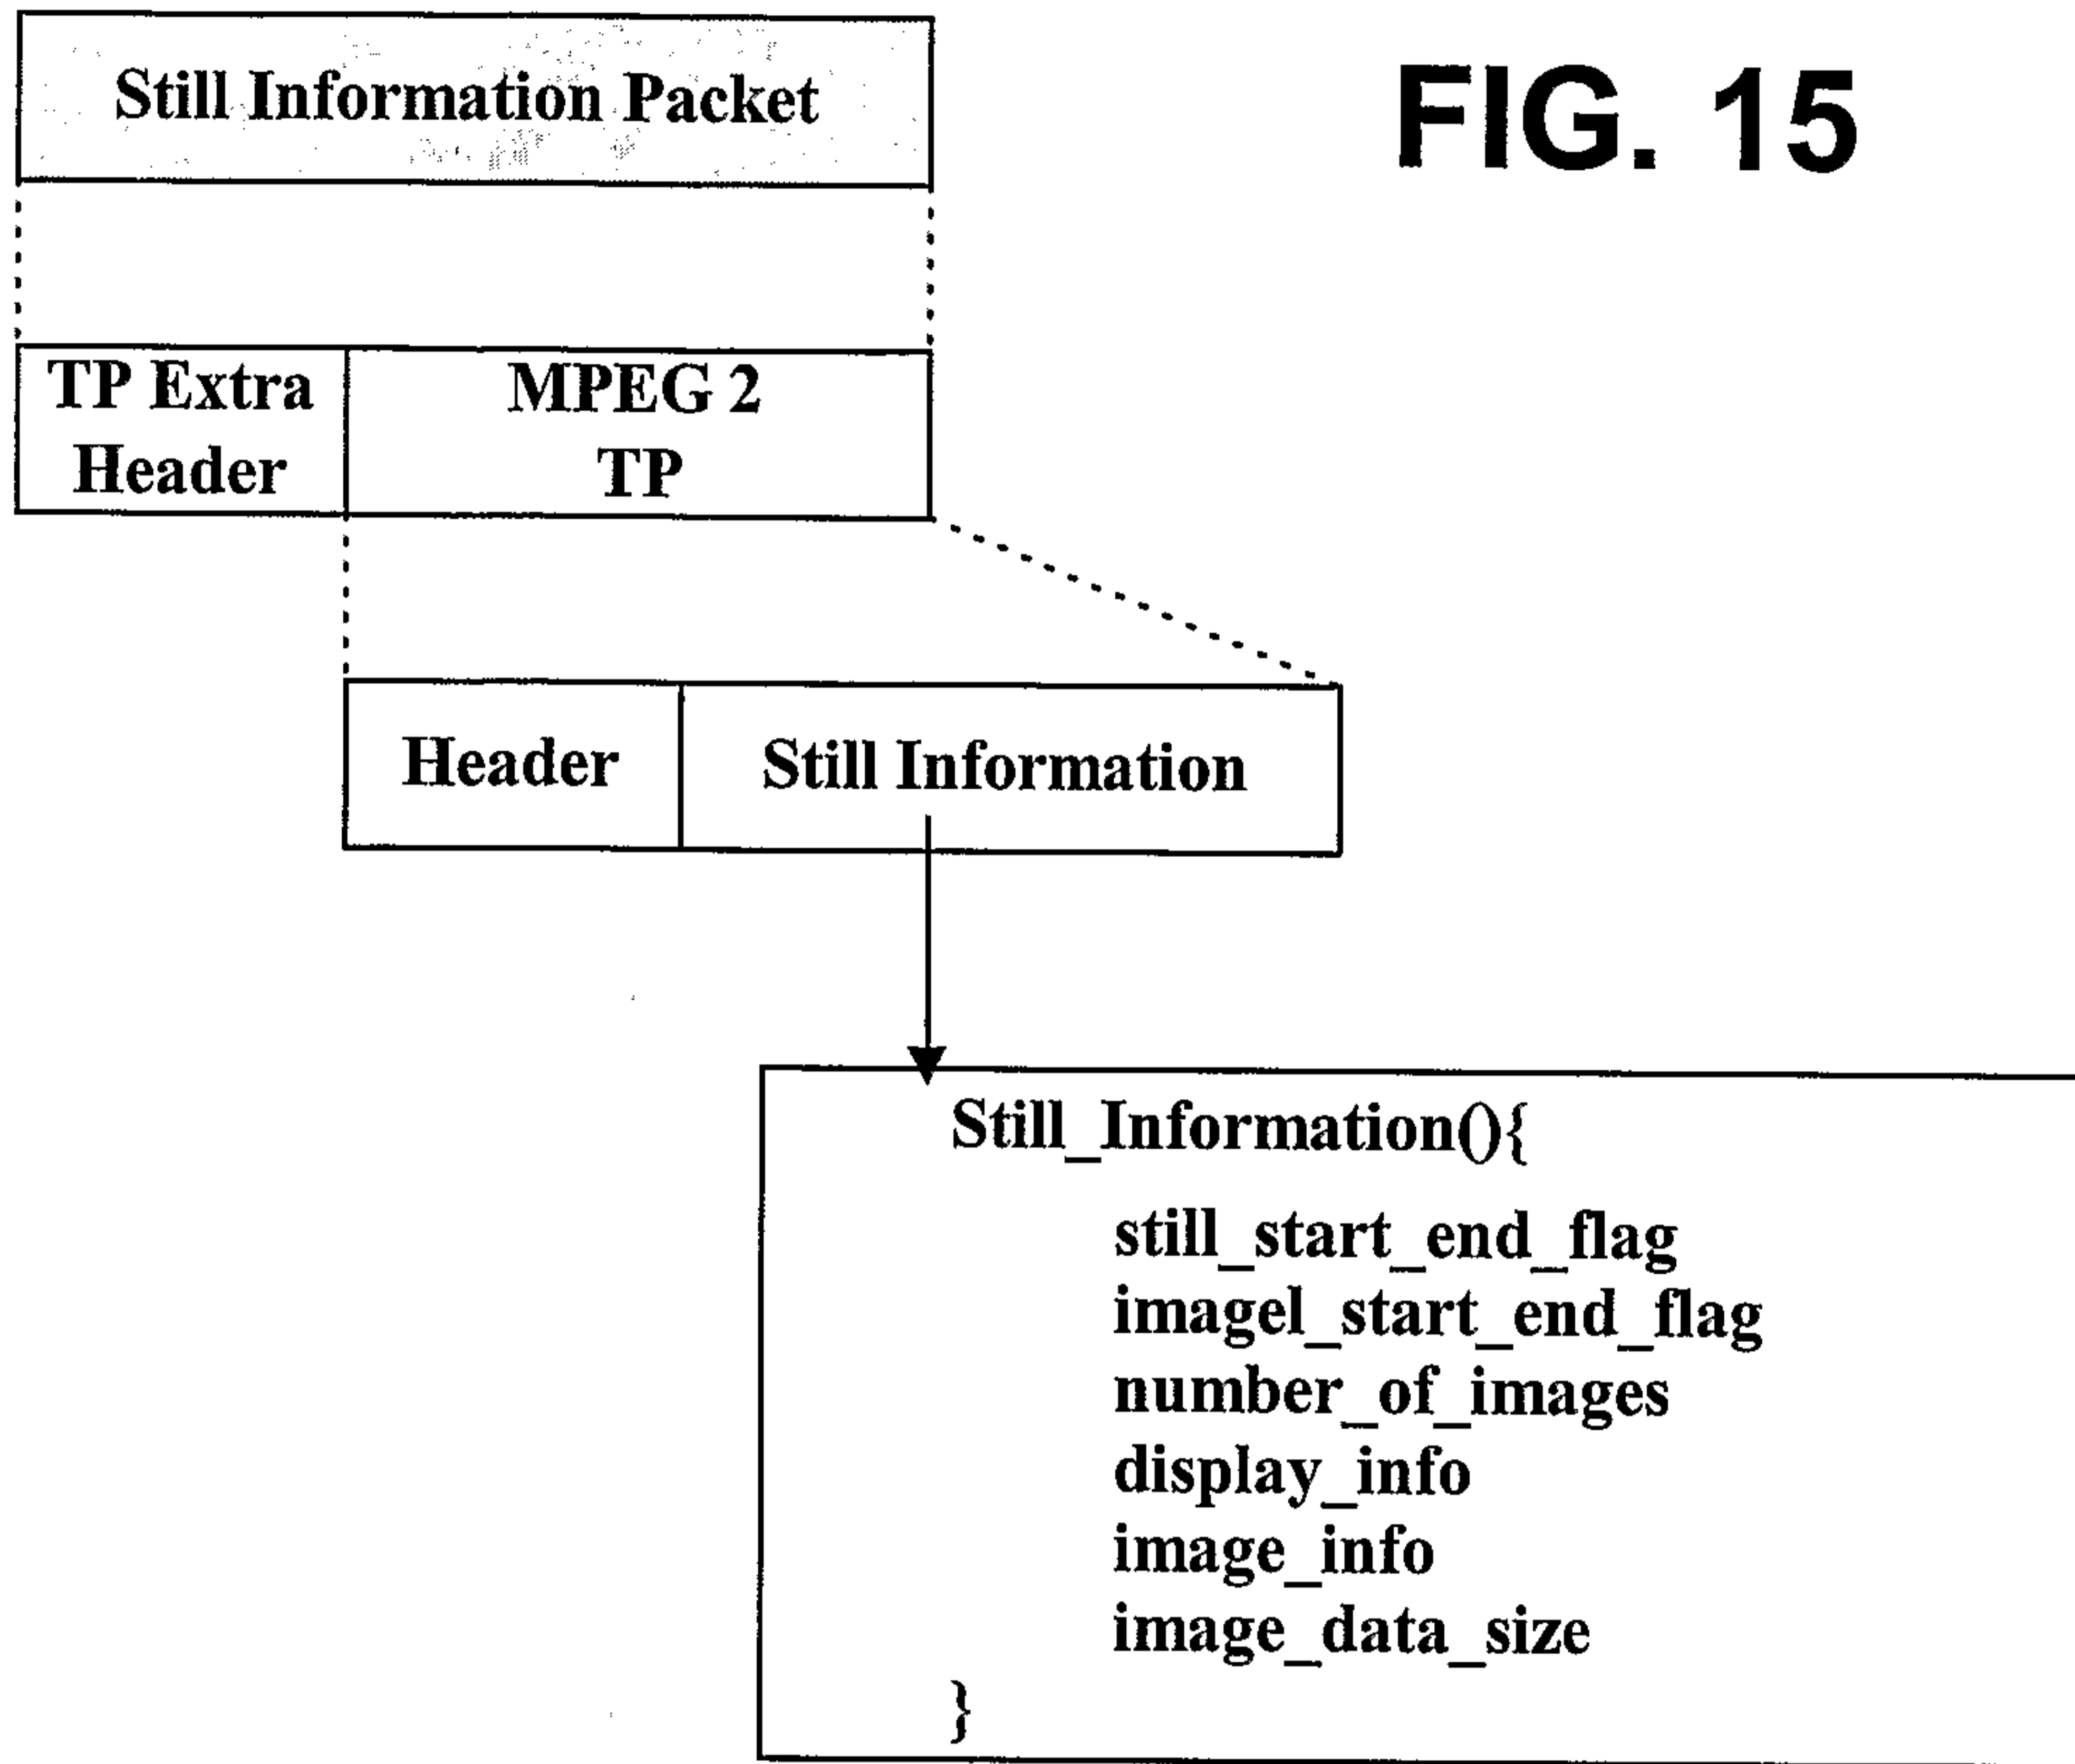 Still Information Packet
FIG. 15
TP Extra
Header
MPEG 2
TP
Header
Still Information
Still_Information(){
still_start_end_flag
imagel_start_end_flag
number_of_images
display_info
image_info
image_data_size
}